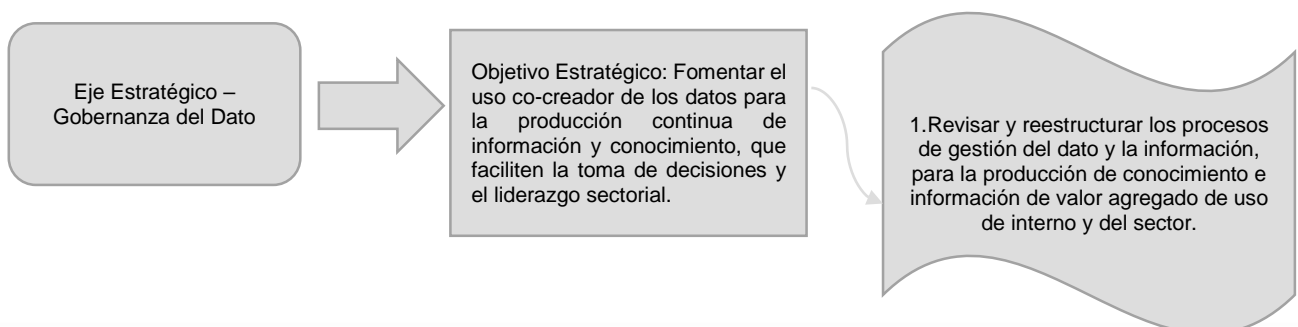 Eje Estratégico –
Gobernanza del Dato
Objetivo Estratégico: Fomentar el
uso co-creador de los datos para
la producción continua de
información y conocimiento, que
faciliten la toma de decisiones y
el liderazgo sectorial.
1.Revisar y reestructurar los procesos
de gestión del dato y la información,
para la producción de conocimiento e
información de valor agregado de uso
de interno y del sector.